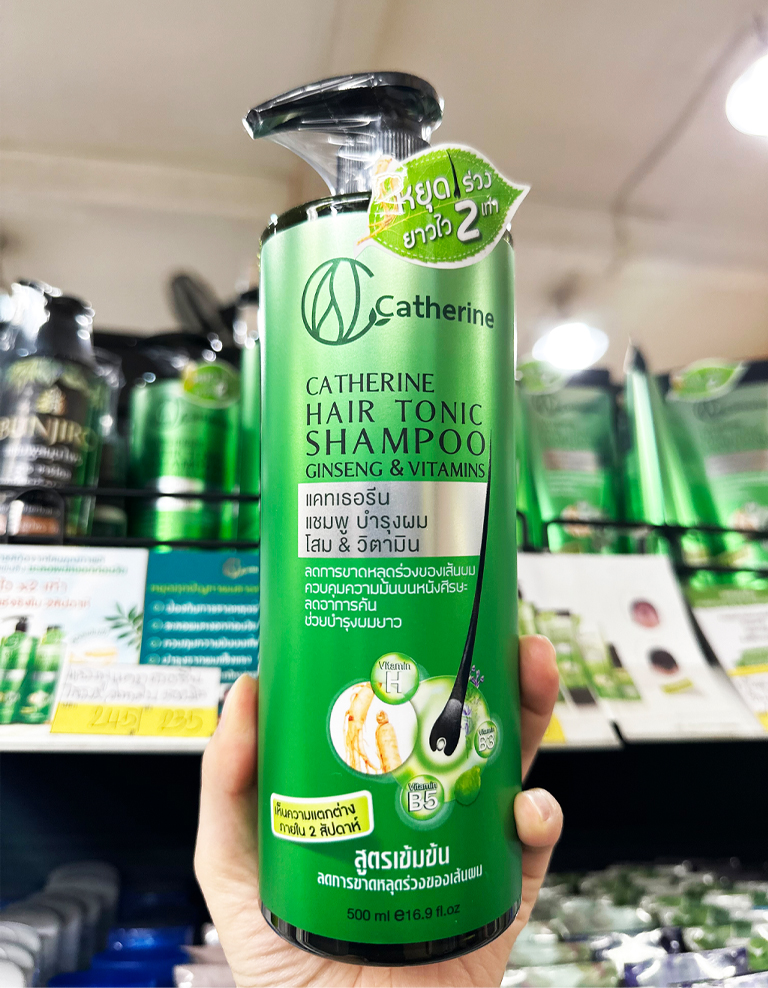 หยุดร่วง
ยาวไว 2 เท่า
Catherine
CATHERINE
HAIR TONIC
SHAMPOO
GINSENG & VITAMINS
แคทเธอรีน
แชมพู บำรุงผม
โสม & วิตามิน
ลดการขาดหลุดร่วงของเส้นผม
ควบคุมความมันบนหนังศีรษะ
ลดอาการคัน
ช่วยบำรุงผมยาว
Vitamin
H
Vitamin
B3
Vitamin
B5
เห็นความแตกต่าง
ภายใน 2 สัปดาห์
สูตรเข้มข้น
ลดการขาดหลุดร่วงของเส้นผม
500 ml e16.9 fl.oz
BUNJIRO
245 235